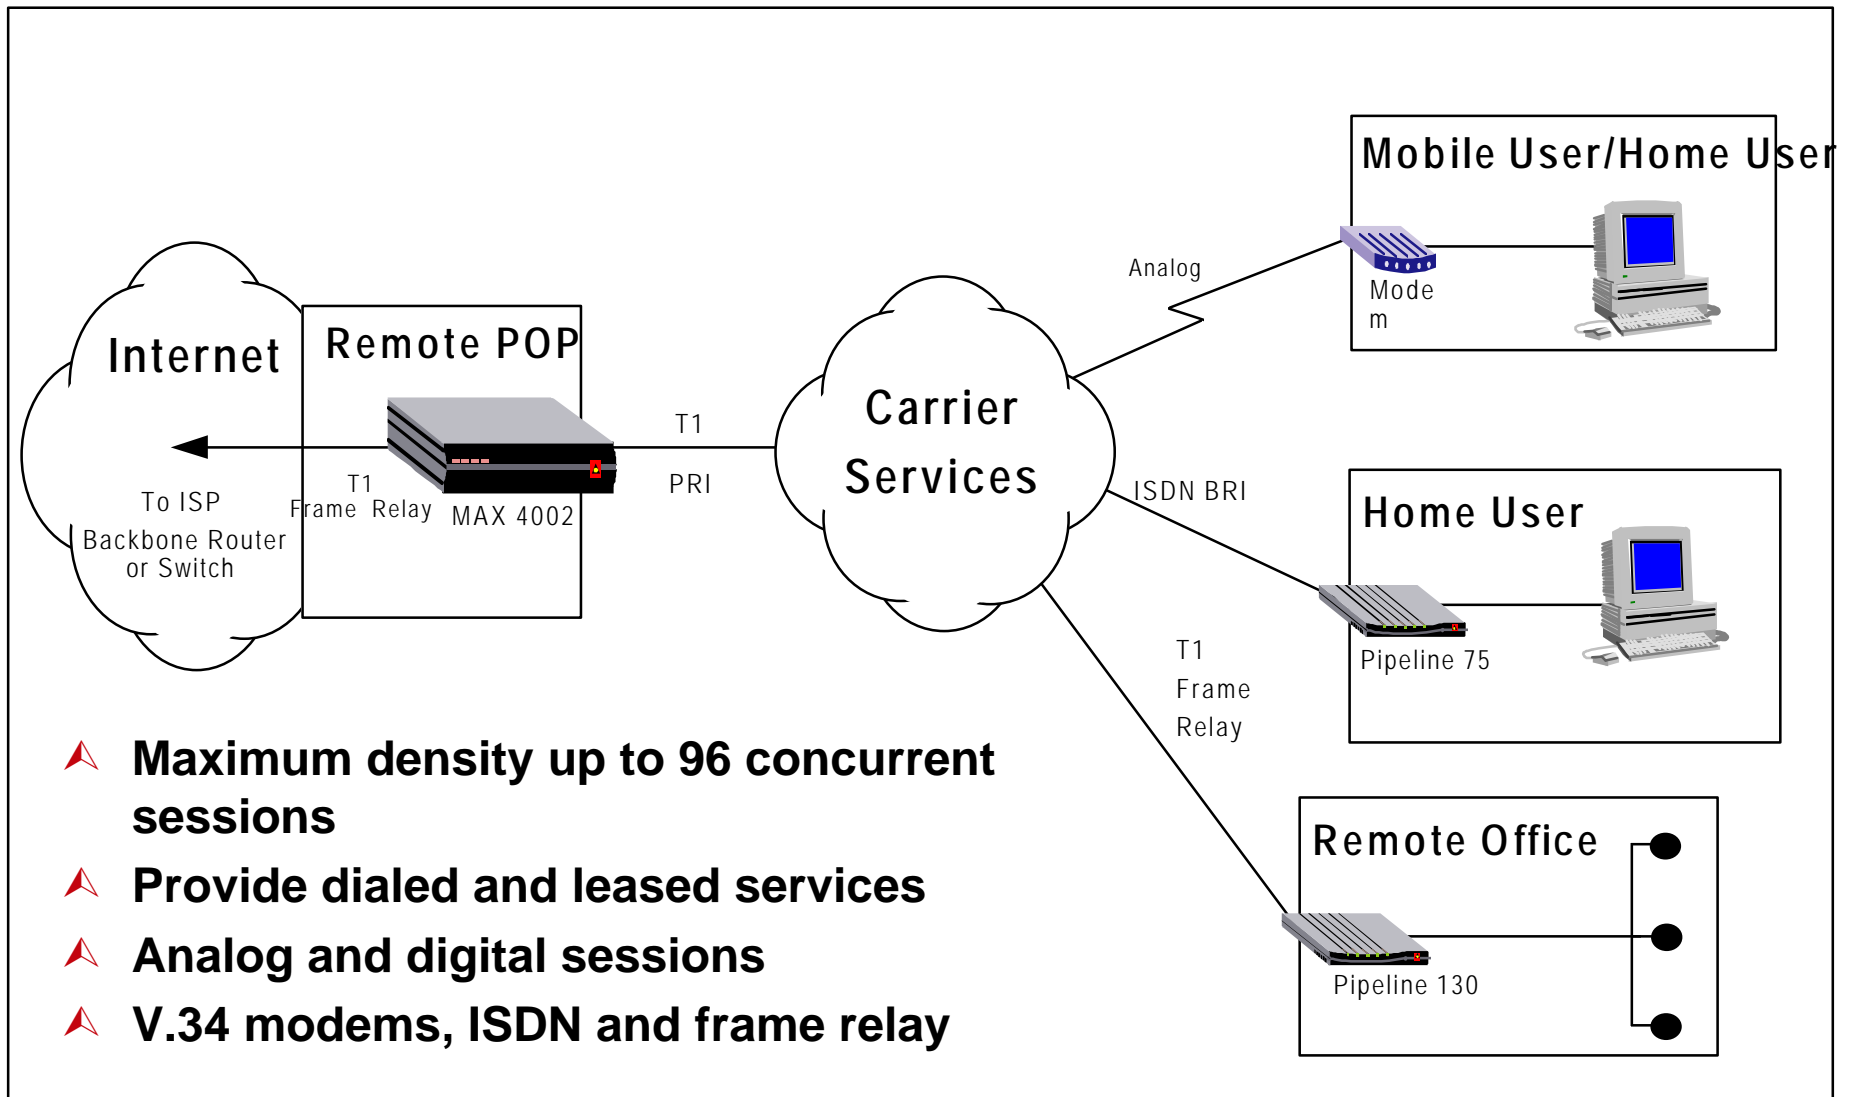 Mobile User/Home User
Analog
Mode
m
Internet
Remote POP
Carrier
Services
T1
PRI
T1
Frame Relay
MAX 4002
To ISP
Backbone Router
or Switch
ISDN BRI
Home User
Pipeline 75
T1
Frame
Relay
Remote Office
Pipeline 130
Maximum density up to 96 concurrent
sessions
Provide dialed and leased services
Analog and digital sessions
V.34 modems, ISDN and frame relay